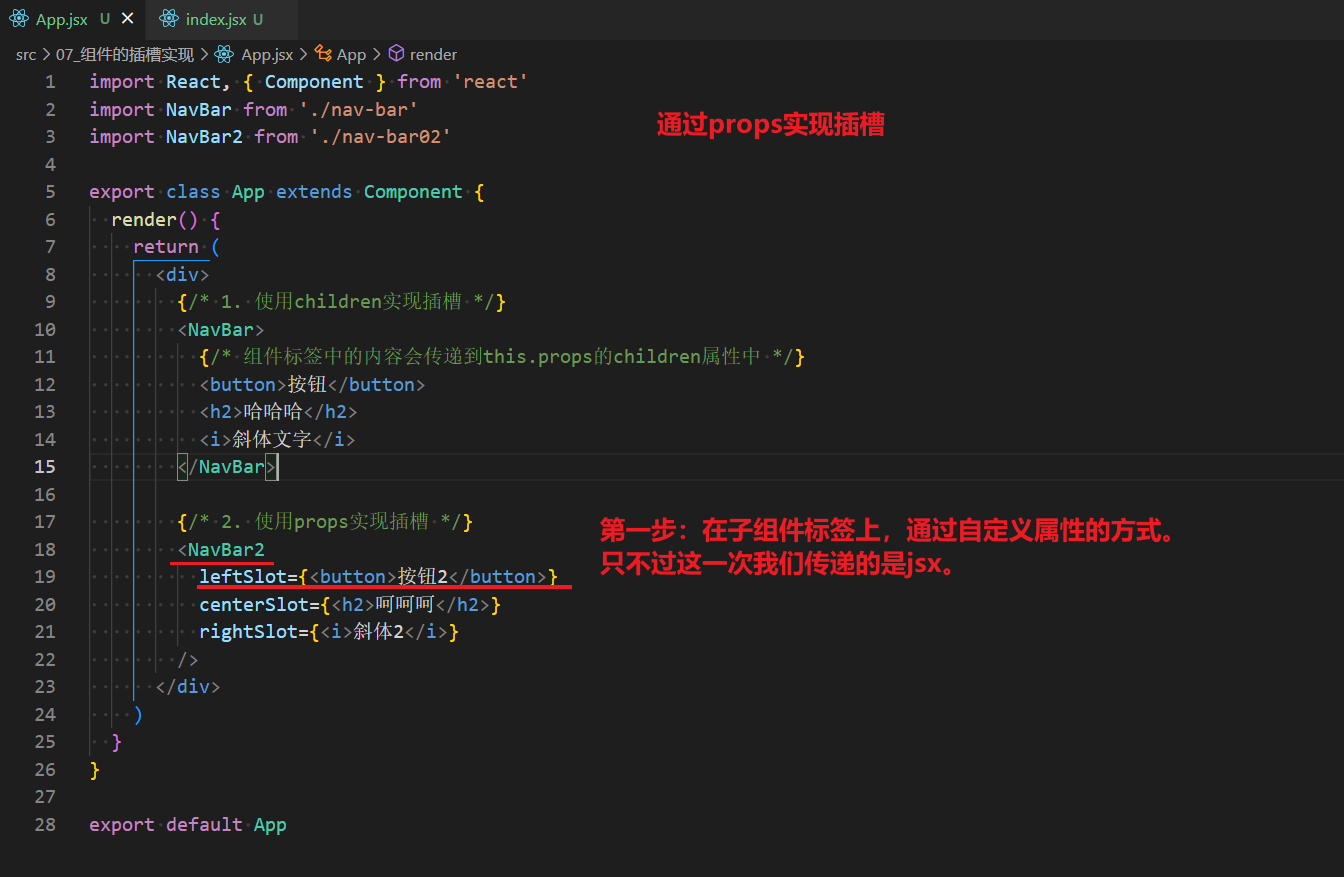 App.jsx U × index.jsx U
src > 07_组件的插槽实现 > App.jsx > App > render
1 import React, { Component } from 'react'
2 import NavBar from './nav-bar'
通过props实现插槽
3 import NavBar2 from './nav-bar02'
4
5 export class App extends Component {
6 render() {
7 return (
8 <div>
9 {/* 1. 使用children实现插槽 */}
10 <NavBar>
11 {/* 组件标签中的内容会传递到this.props的children属性中 */}
12 <button>按钮</button>
13 <h2>哈哈哈</h2>
14 <i>斜体文字</i>
15 </NavBar>
16
17 {/* 2. 使用props实现插槽 */}
第一步：在子组件标签上，通过自定义属性的方式。
只不过这一次我们传递的是jsx。
18 <NavBar2
19 leftSlot={<button>按钮2</button>}
20 centerSlot={<h2>呵呵呵</h2>}
21 rightSlot={<i>斜体2</i>}
22 />
23 </div>
24 )
25 }
26 }
27
28 export default App